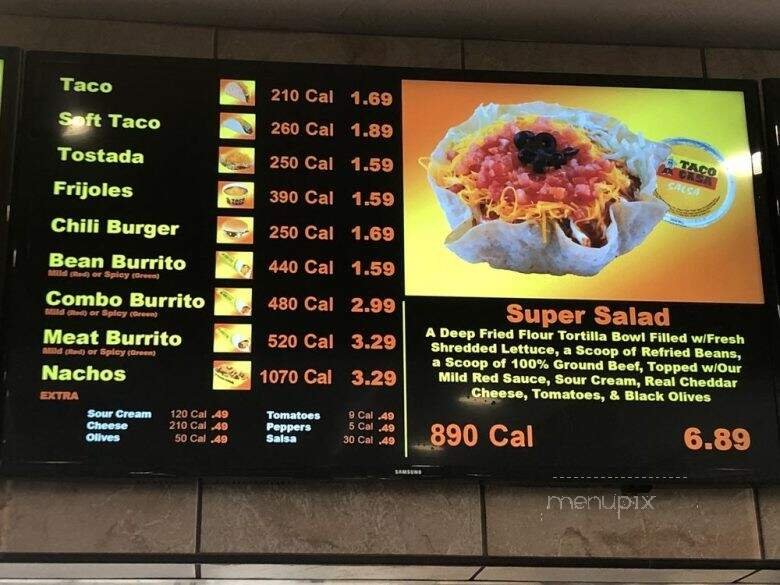 Taco 210 Cal 1.69
Soft Taco 260 Cal 1.89
Tostada 250 Cal 1.59
Frijoles 390 Cal 1.59
Chili Burger 250 Cal 1.69
Bean Burrito 440 Cal 1.59
Mild (Red) or Spicy (Green)
Combo Burrito 480 Cal 2.99
Mild (Red) or Spicy (Green)
Meat Burrito 520 Cal 3.29
Mild (Red) or Spicy (Green)
Nachos 1070 Cal 3.29
EXTRA
Sour Cream 120 Cal .49
Cheese 210 Cal .49
Olives 50 Cal .49
Tomatoes 9 Cal .49
Peppers 5 Cal .49
Salsa 30 Cal .49
TACO
CASA
SALSA
Super Salad
A Deep Fried Flour Tortilla Bowl Filled w/Fresh
Shredded Lettuce, a Scoop of Refried Beans,
a Scoop of 100% Ground Beef, Topped w/Our
Mild Red Sauce, Sour Cream, Real Cheddar
Cheese, Tomatoes, & Black Olives
890 Cal 6.89
SAMSUNG
menupix